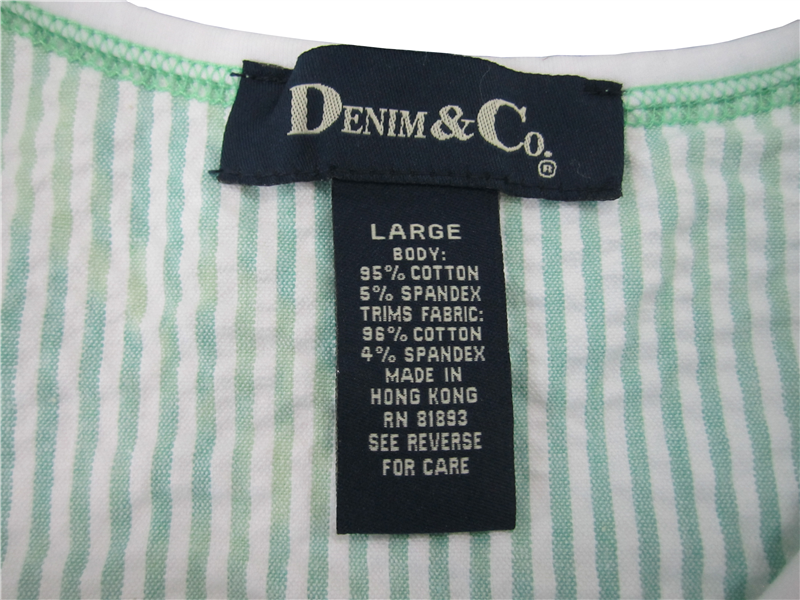 DENIM & CO.®
LARGE
BODY:
95% COTTON
5% SPANDEX
TRIMS FABRIC:
96% COTTON
4% SPANDEX
MADE IN
HONG KONG
RN 81893
SEE REVERSE
FOR CARE